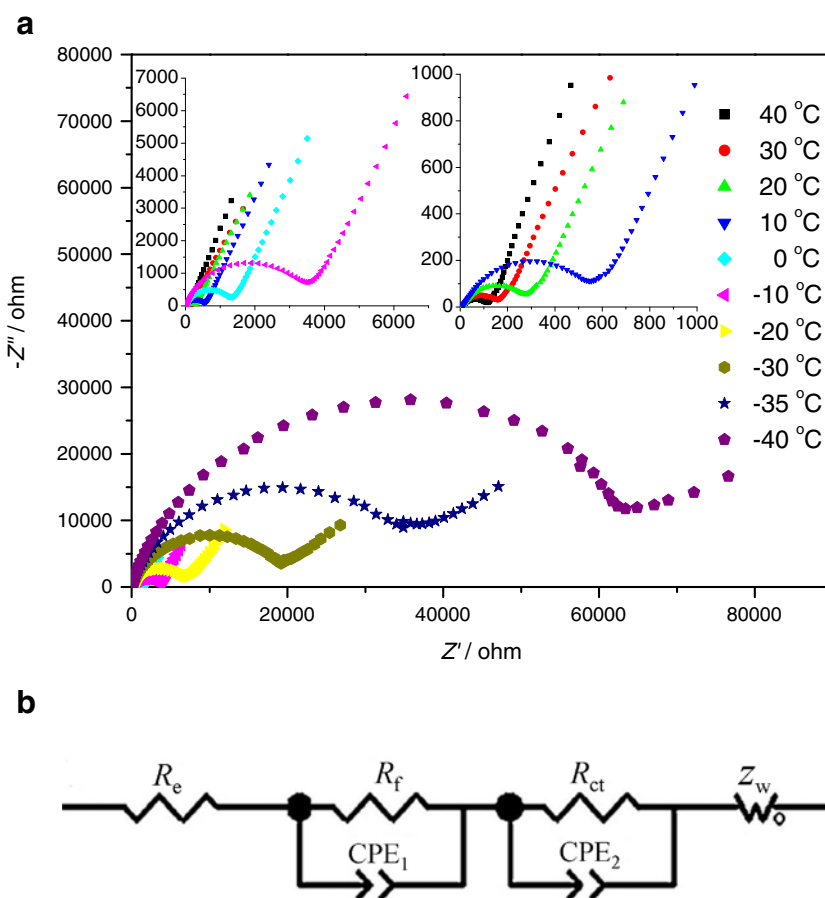 a
80000
70000
60000
50000
40000
30000
20000
10000
0
0 20000 40000 60000 80000
-Z″ / ohm
Z′ / ohm
7000
6000
5000
4000
3000
2000
1000
0
0 2000 4000 6000
1000
800
600
400
200
0
0 200 400 600 800 1000
40 °C
30 °C
20 °C
10 °C
0 °C
-10 °C
-20 °C
-30 °C
-35 °C
-40 °C
b
Re Rf Rct Zw
CPE1 CPE2